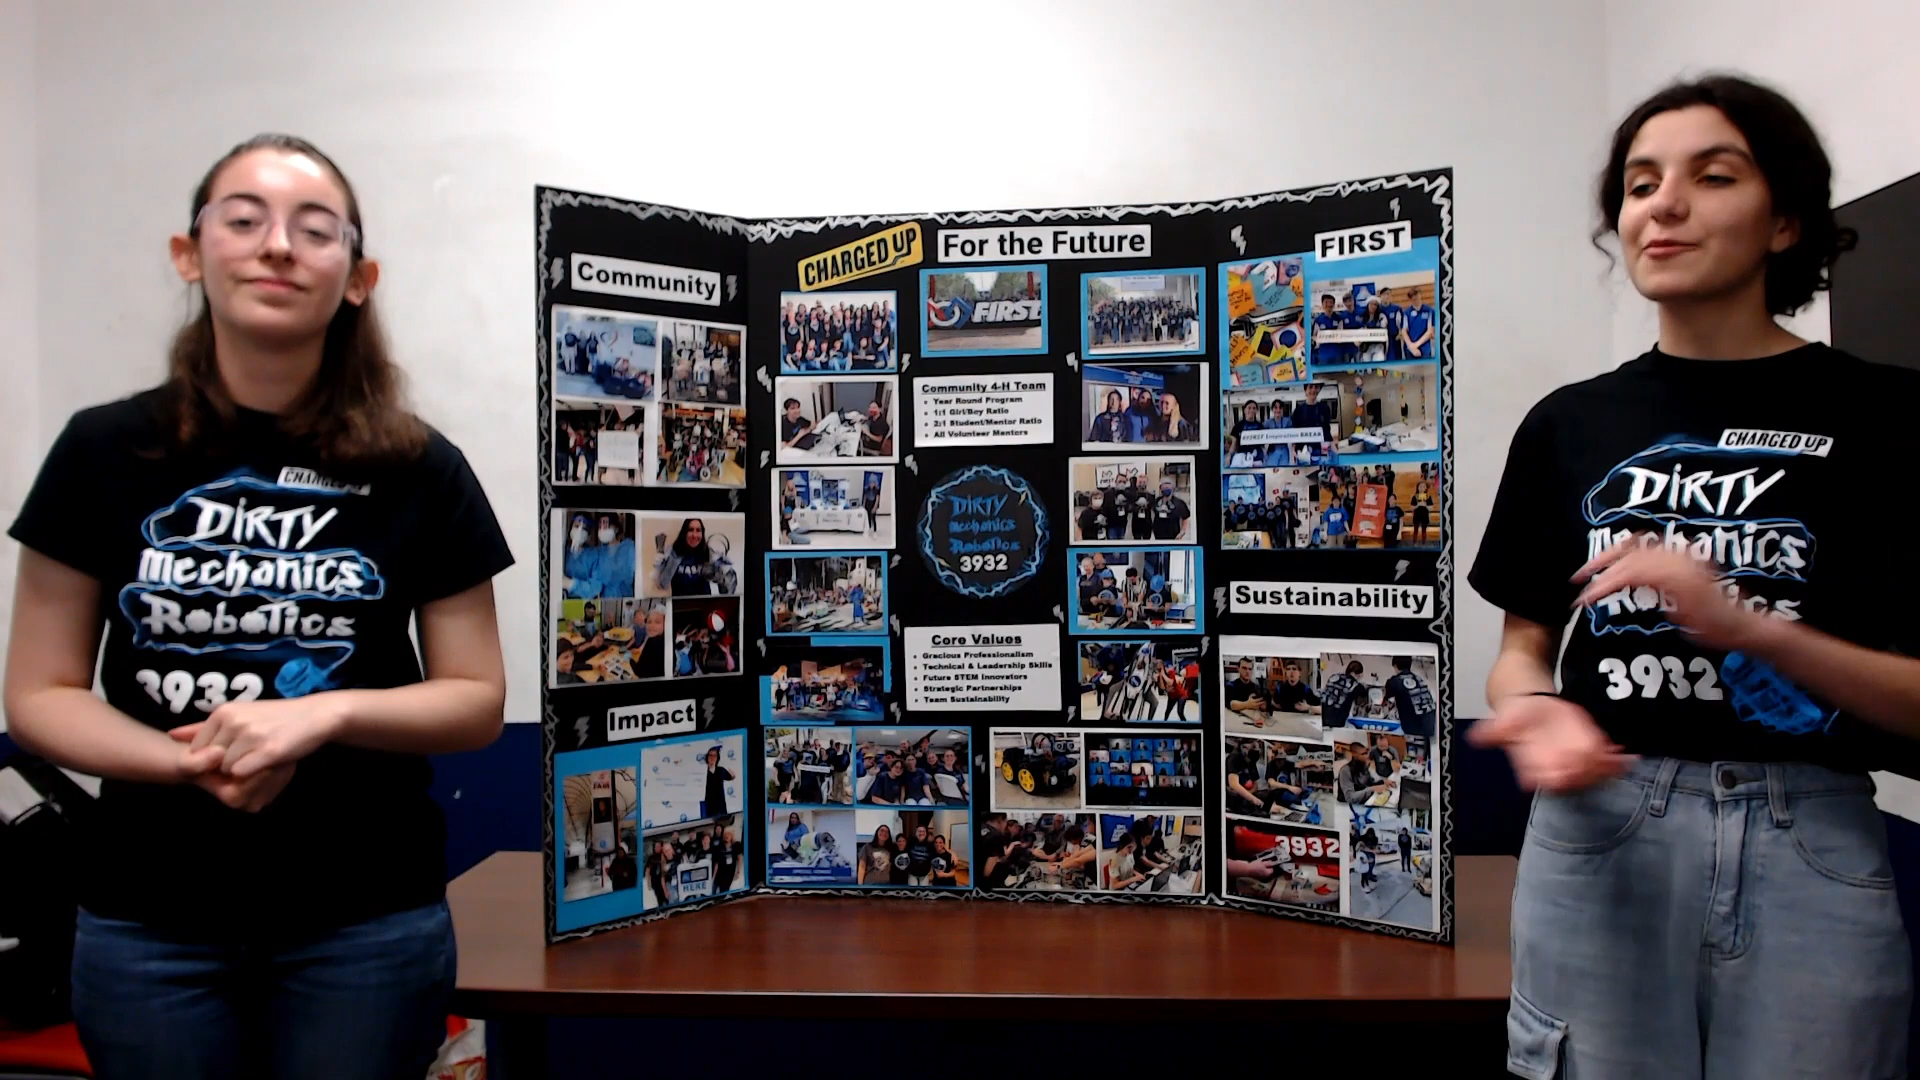 Community
CHARGED UP
For the Future
FIRST
FIRST
Community 4-H Team
Year Round Program
1:1 Girl/Boy Ratio
2:1 Student/Mentor Ratio
All Volunteer Mentors
DIRTY
Mechanics
Robotics
3932
Core Values
Gracious Professionalism
Technical & Leadership Skills
Future STEM Innovators
Strategic Partnerships
Team Sustainability
Impact
HERE
Sustainability
3932
CHARGED UP
DIRTY
Mechanics
Robotics
3932
CHARGED UP
DIRTY
Mechanics
Robotics
3932